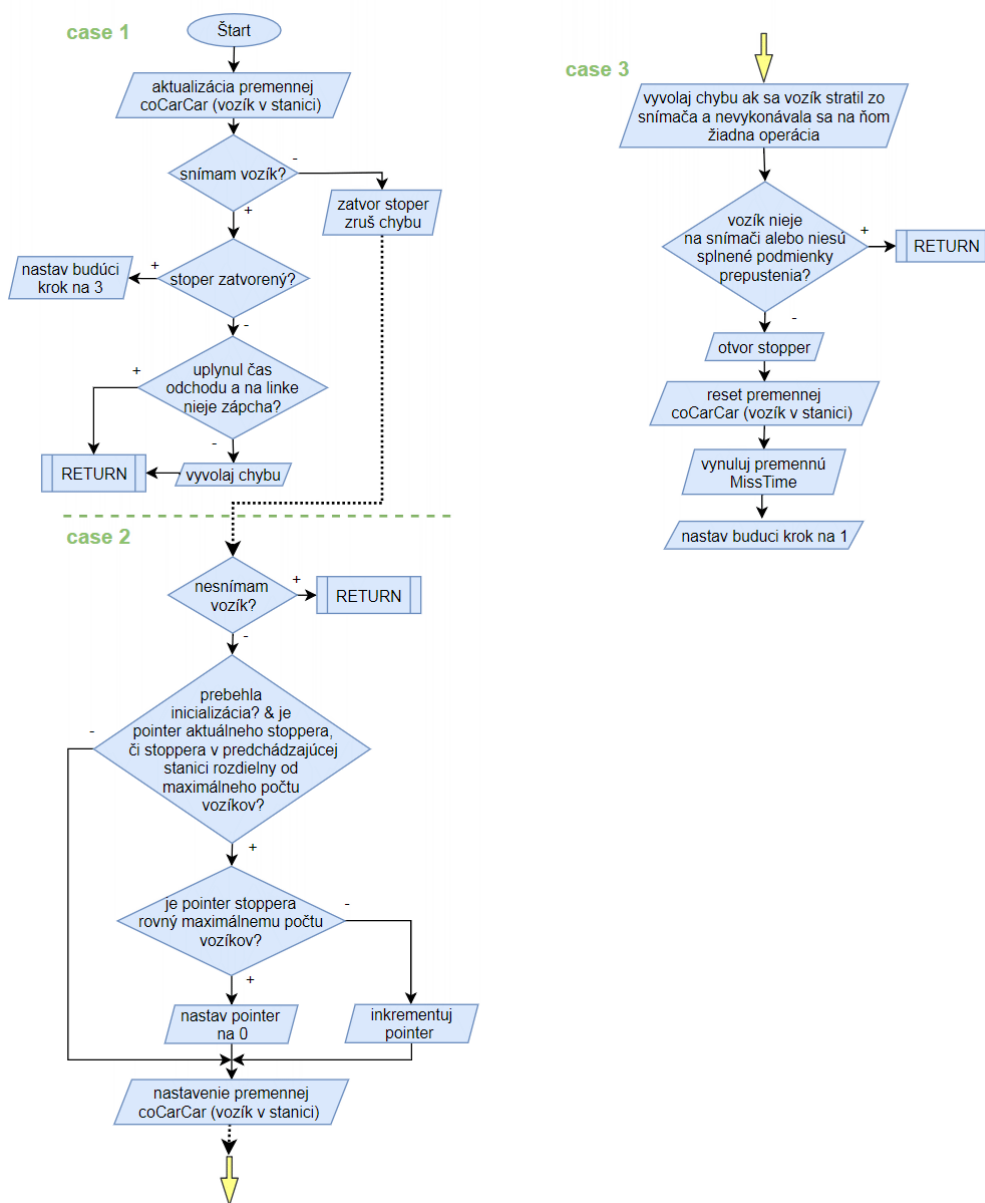 case 1
Štart
aktualizácia premennej
coCarCar (vozík v stanici)
snímam vozík?
-
+
zatvor stoper
zruš chybu
stoper zatvorený?
+
-
nastav budúci
krok na 3
uplynul čas
odchodu a na linke
nieje zápcha?
+
-
RETURN
vyvolaj chybu
case 2
nesnímam
vozík?
+
-
RETURN
prebehla
inicializácia? & je
pointer aktuálneho stoppera,
či stoppera v predchádzajúcej
stanici rozdielny od
maximálneho počtu
vozíkov?
-
+
je pointer stoppera
rovný maximálnemu počtu
vozíkov?
-
+
nastav pointer
na 0
inkrementuj
pointer
nastavenie premennej
coCarCar (vozík v stanici)
case 3
vyvolaj chybu ak sa vozík stratil zo
snímača a nevykonávala sa na ňom
žiadna operácia
vozík nieje
na snímači alebo niesú
splnené podmienky
prepustenia?
+
-
RETURN
otvor stopper
reset premennej
coCarCar (vozík v stanici)
vynuluj premennú
MissTime
nastav buduci krok na 1